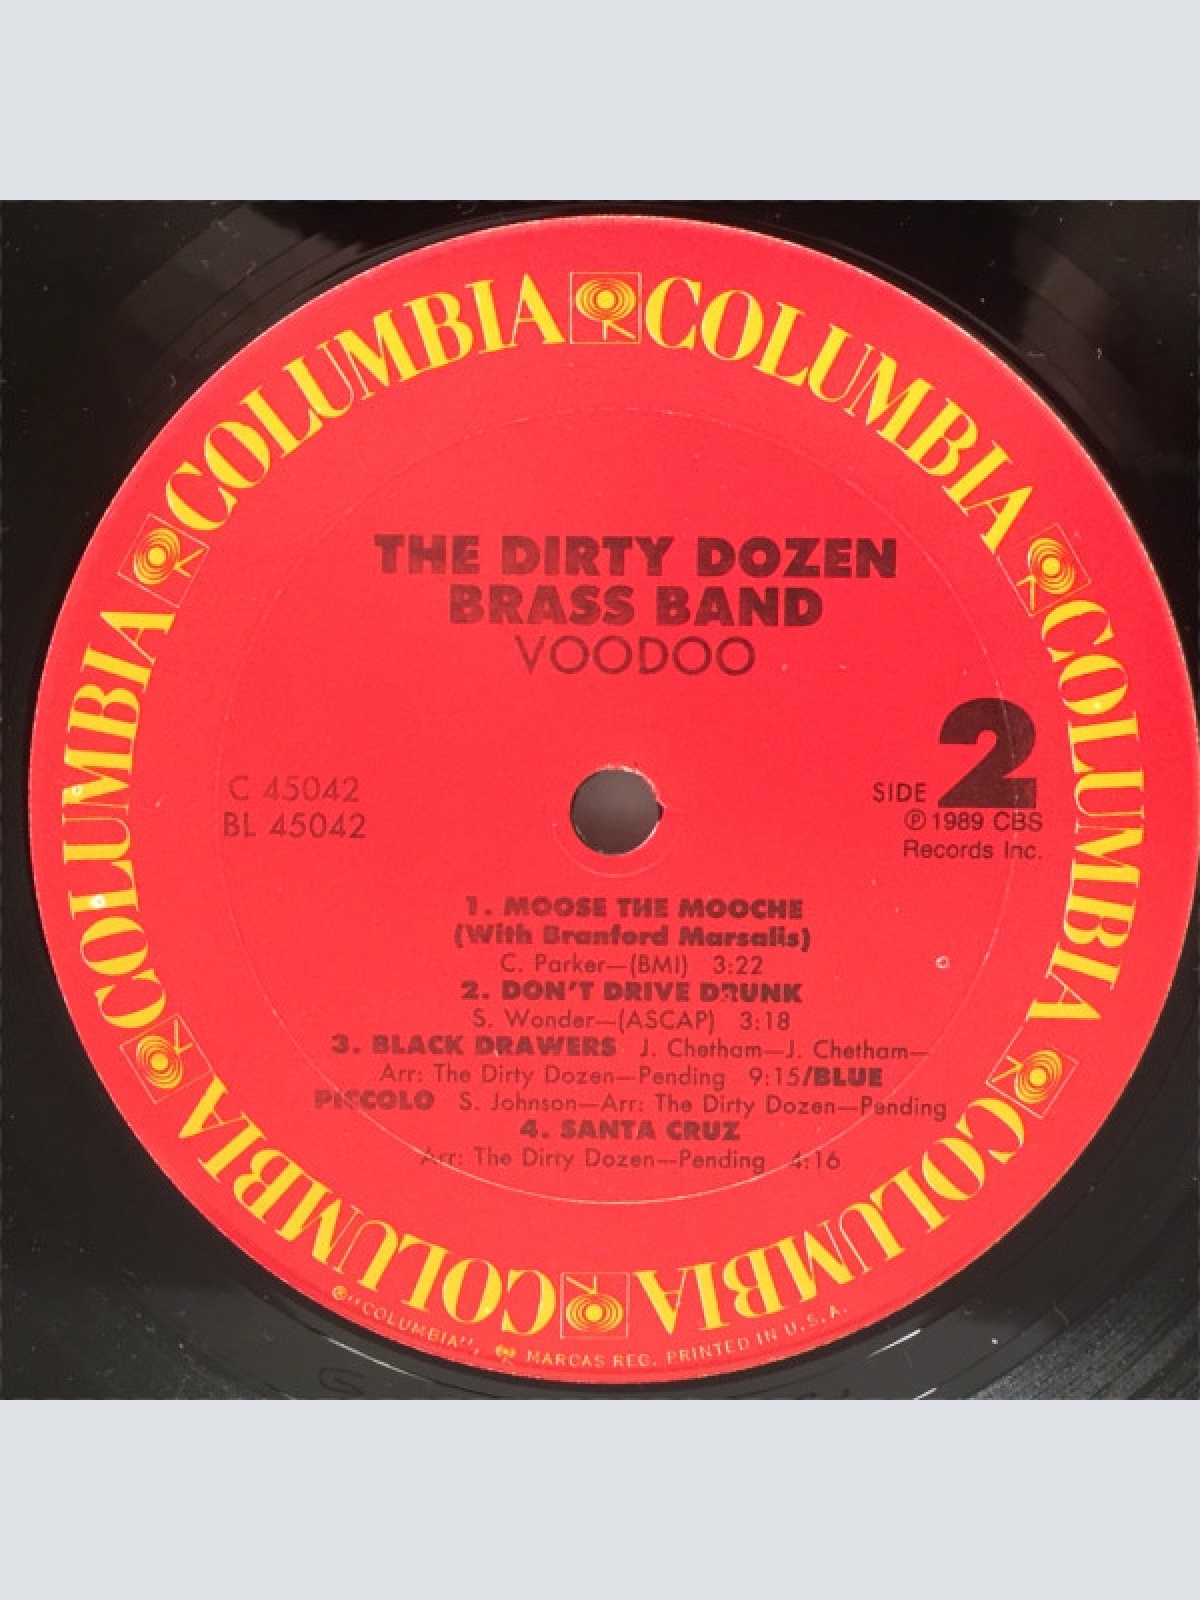 COLUMBIA COLUMBIA COLUMBIA COLUMBIA COLUMBIA COLUMBIA
THE DIRTY DOZEN
BRASS BAND
VOODOO
C 45042
BL 45042
SIDE 2
℗ 1989 CBS
Records Inc.
1. MOOSE THE MOOCHE
(With Branford Marsalis)
C. Parker—(BMI) 3:22
2. DON'T DRIVE DRUNK
S. Wonder—(ASCAP) 3:18
3. BLACK DRAWERS J. Chetham—J. Chetham—
Arr: The Dirty Dozen—Pending 9:15/BLUE
PICCOLO S. Johnson—Arr: The Dirty Dozen—Pending
4. SANTA CRUZ
Arr: The Dirty Dozen—Pending 4:16
®"COLUMBIA", MARCAS REG. PRINTED IN U.S.A.